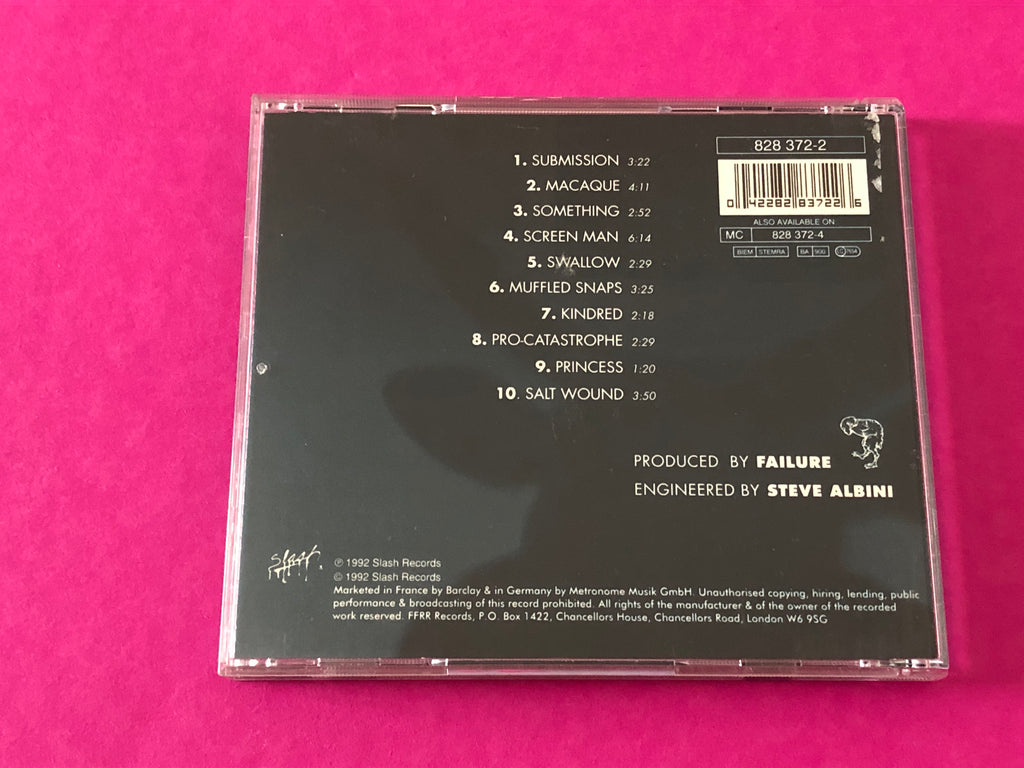 828 372-2
0 42282 83722 6
ALSO AVAILABLE ON
MC 828 372-4
BIEM STEMRA BA 900
1. SUBMISSION 3:22
2. MACAQUE 4:11
3. SOMETHING 2:52
4. SCREEN MAN 6:14
5. SWALLOW 2:29
6. MUFFLED SNAPS 3:25
7. KINDRED 2:18
8. PRO-CATASTROPHE 2:29
9. PRINCESS 1:20
10. SALT WOUND 3:50
PRODUCED BY FAILURE
ENGINEERED BY STEVE ALBINI
Slash
℗ 1992 Slash Records
© 1992 Slash Records
Marketed in France by Barclay & in Germany by Metronome Musik GmbH. Unauthorised copying, hiring, lending, public
performance & broadcasting of this record prohibited. All rights of the manufacturer & of the owner of the recorded
work reserved. FFRR Records, P.O. Box 1422, Chancellors House, Chancellors Road, London W6 9SG